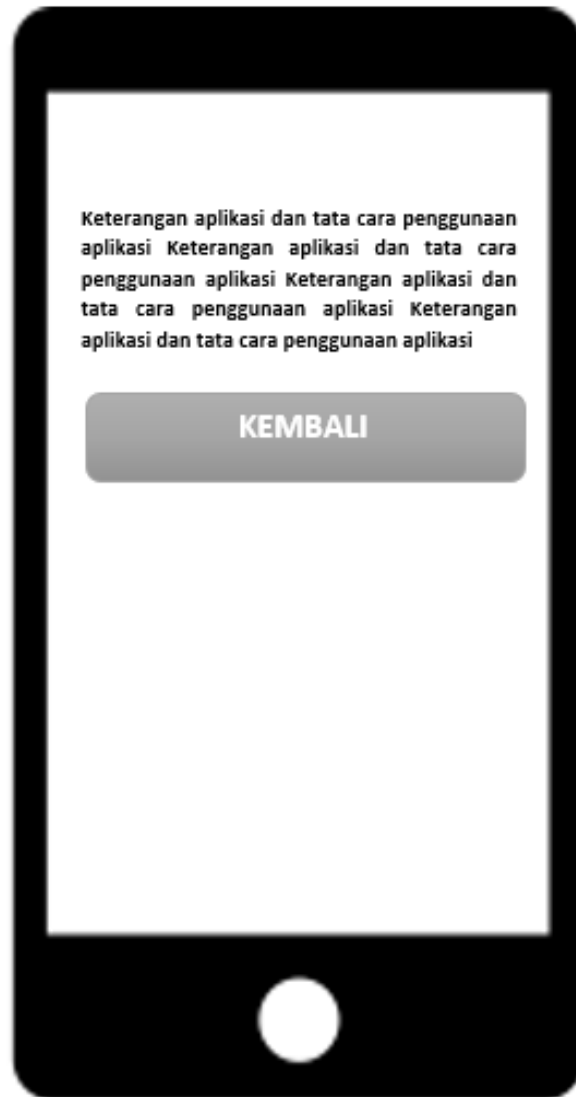 Keterangan aplikasi dan tata cara penggunaan
aplikasi Keterangan aplikasi dan tata cara
penggunaan aplikasi Keterangan aplikasi dan
tata cara penggunaan aplikasi Keterangan
aplikasi dan tata cara penggunaan aplikasi
KEMBALI